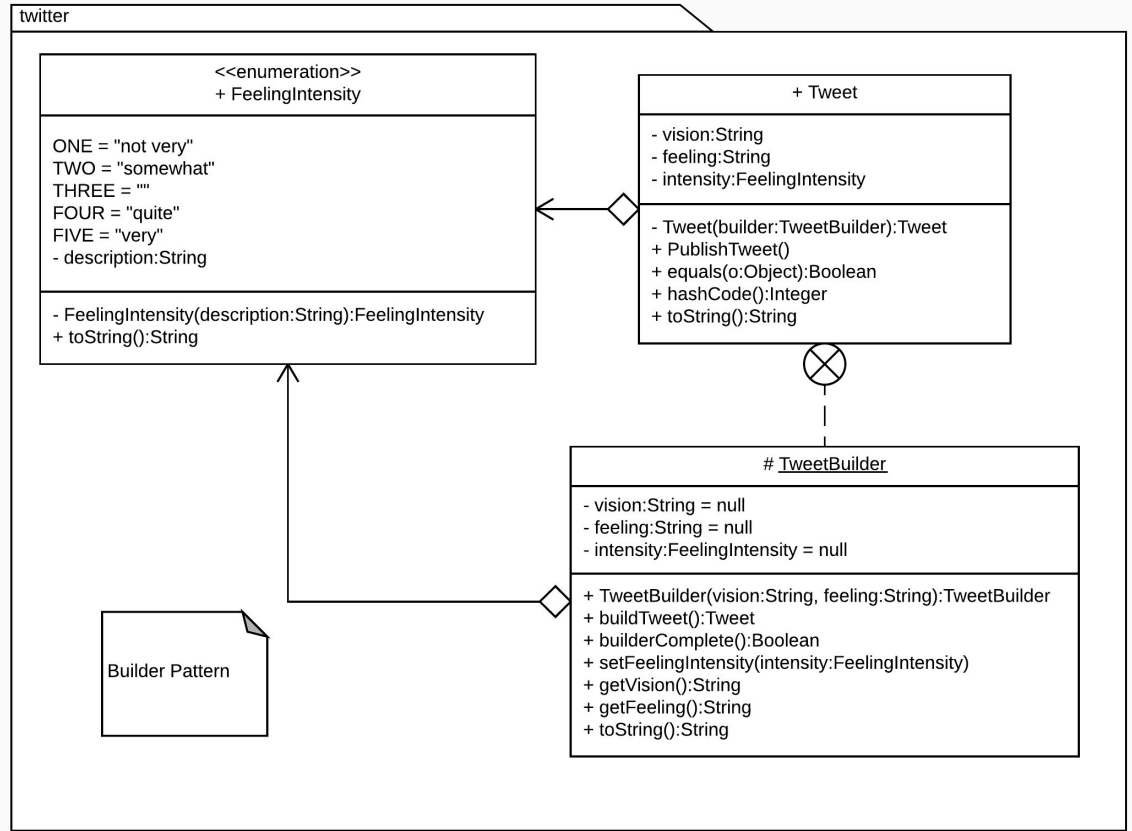 twitter
<<enumeration>>
+ FeelingIntensity
ONE = "not very"
TWO = "somewhat"
THREE = ""
FOUR = "quite"
FIVE = "very"
- description:String
- FeelingIntensity(description:String):FeelingIntensity
+ toString():String
+ Tweet
- vision:String
- feeling:String
- intensity:FeelingIntensity
- Tweet(builder:TweetBuilder):Tweet
+ PublishTweet()
+ equals(o:Object):Boolean
+ hashCode():Integer
+ toString():String
# TweetBuilder
- vision:String = null
- feeling:String = null
- intensity:FeelingIntensity = null
+ TweetBuilder(vision:String, feeling:String):TweetBuilder
+ buildTweet():Tweet
+ builderComplete():Boolean
+ setFeelingIntensity(intensity:FeelingIntensity)
+ getVision():String
+ getFeeling():String
+ toString():String
Builder Pattern